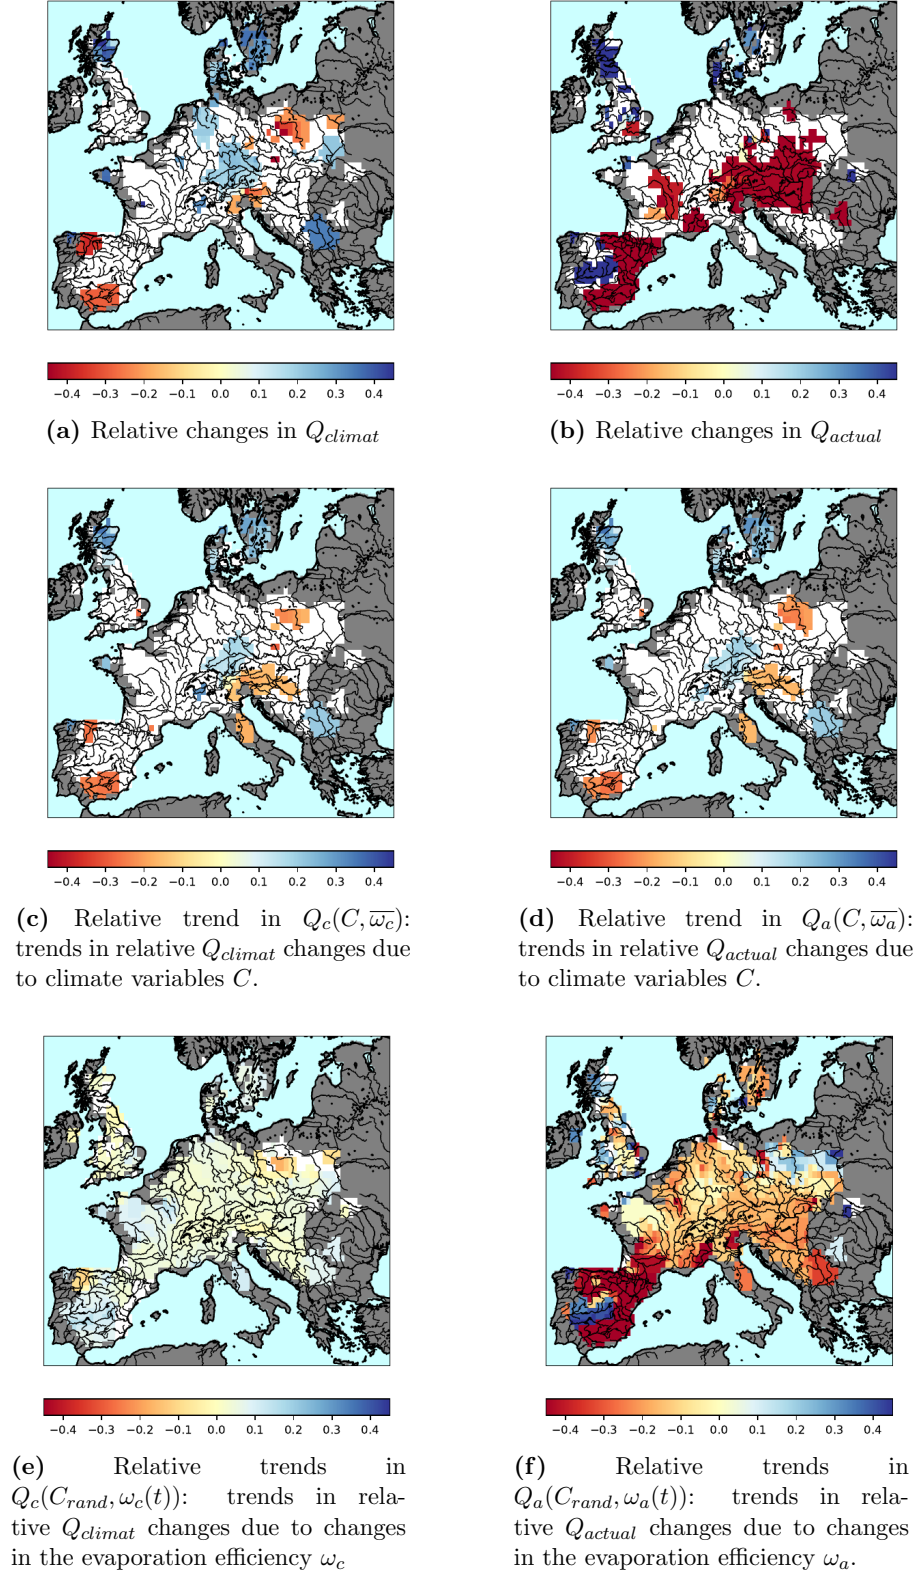 −0.4 −0.3 −0.2 −0.1 0.0 0.1 0.2 0.3 0.4
(a) Relative changes in Q_climat
−0.4 −0.3 −0.2 −0.1 0.0 0.1 0.2 0.3 0.4
(b) Relative changes in Q_actual
−0.4 −0.3 −0.2 −0.1 0.0 0.1 0.2 0.3 0.4
(c) Relative trend in Q_c(C, \overline{ω_c}):
trends in relative Q_climat changes due
to climate variables C.
−0.4 −0.3 −0.2 −0.1 0.0 0.1 0.2 0.3 0.4
(d) Relative trend in Q_a(C, \overline{ω_a}):
trends in relative Q_actual changes due
to climate variables C.
−0.4 −0.3 −0.2 −0.1 0.0 0.1 0.2 0.3 0.4
(e) Relative trends in
Q_c(C_rand, ω_c(t)): trends in rela-
tive Q_climat changes due to changes
in the evaporation efficiency ω_c
−0.4 −0.3 −0.2 −0.1 0.0 0.1 0.2 0.3 0.4
(f) Relative trends in
Q_a(C_rand, ω_a(t)): trends in rela-
tive Q_actual changes due to changes
in the evaporation efficiency ω_a.